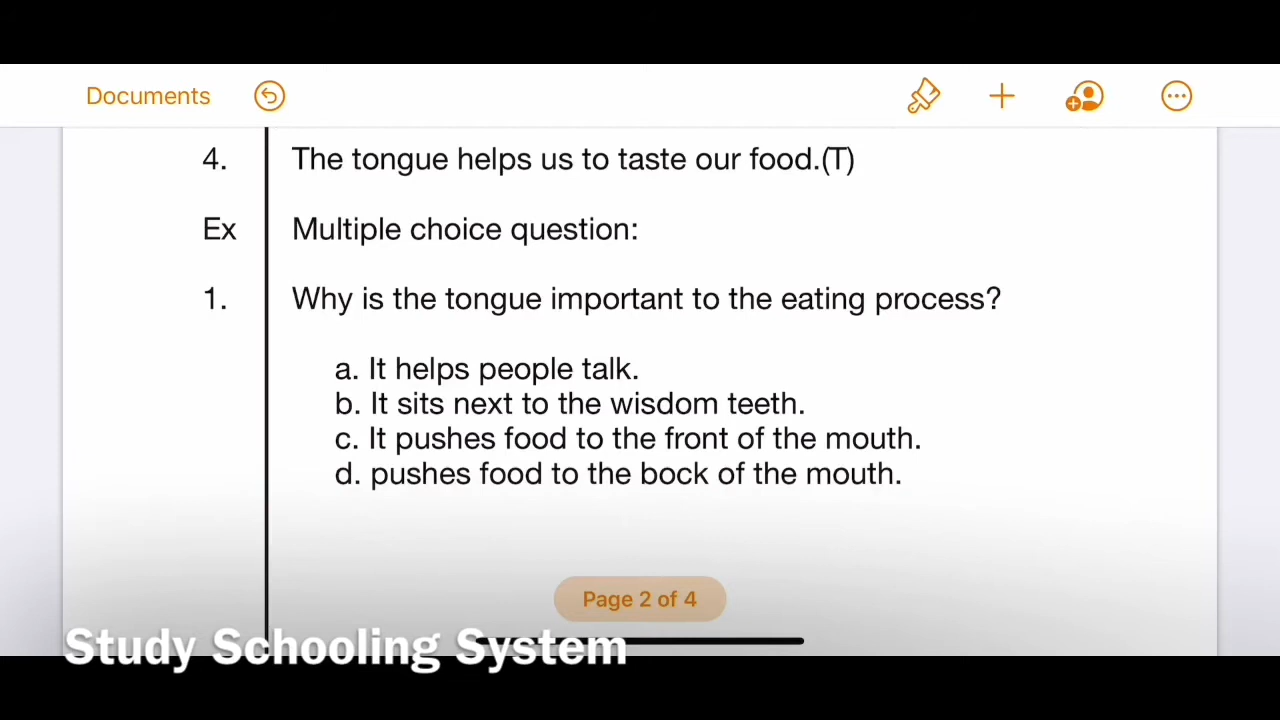 Documents
4. The tongue helps us to taste our food.(T)
Ex Multiple choice question:
1. Why is the tongue important to the eating process?
a. It helps people talk.
b. It sits next to the wisdom teeth.
c. It pushes food to the front of the mouth.
d. pushes food to the bock of the mouth.
Page 2 of 4
Study Schooling System